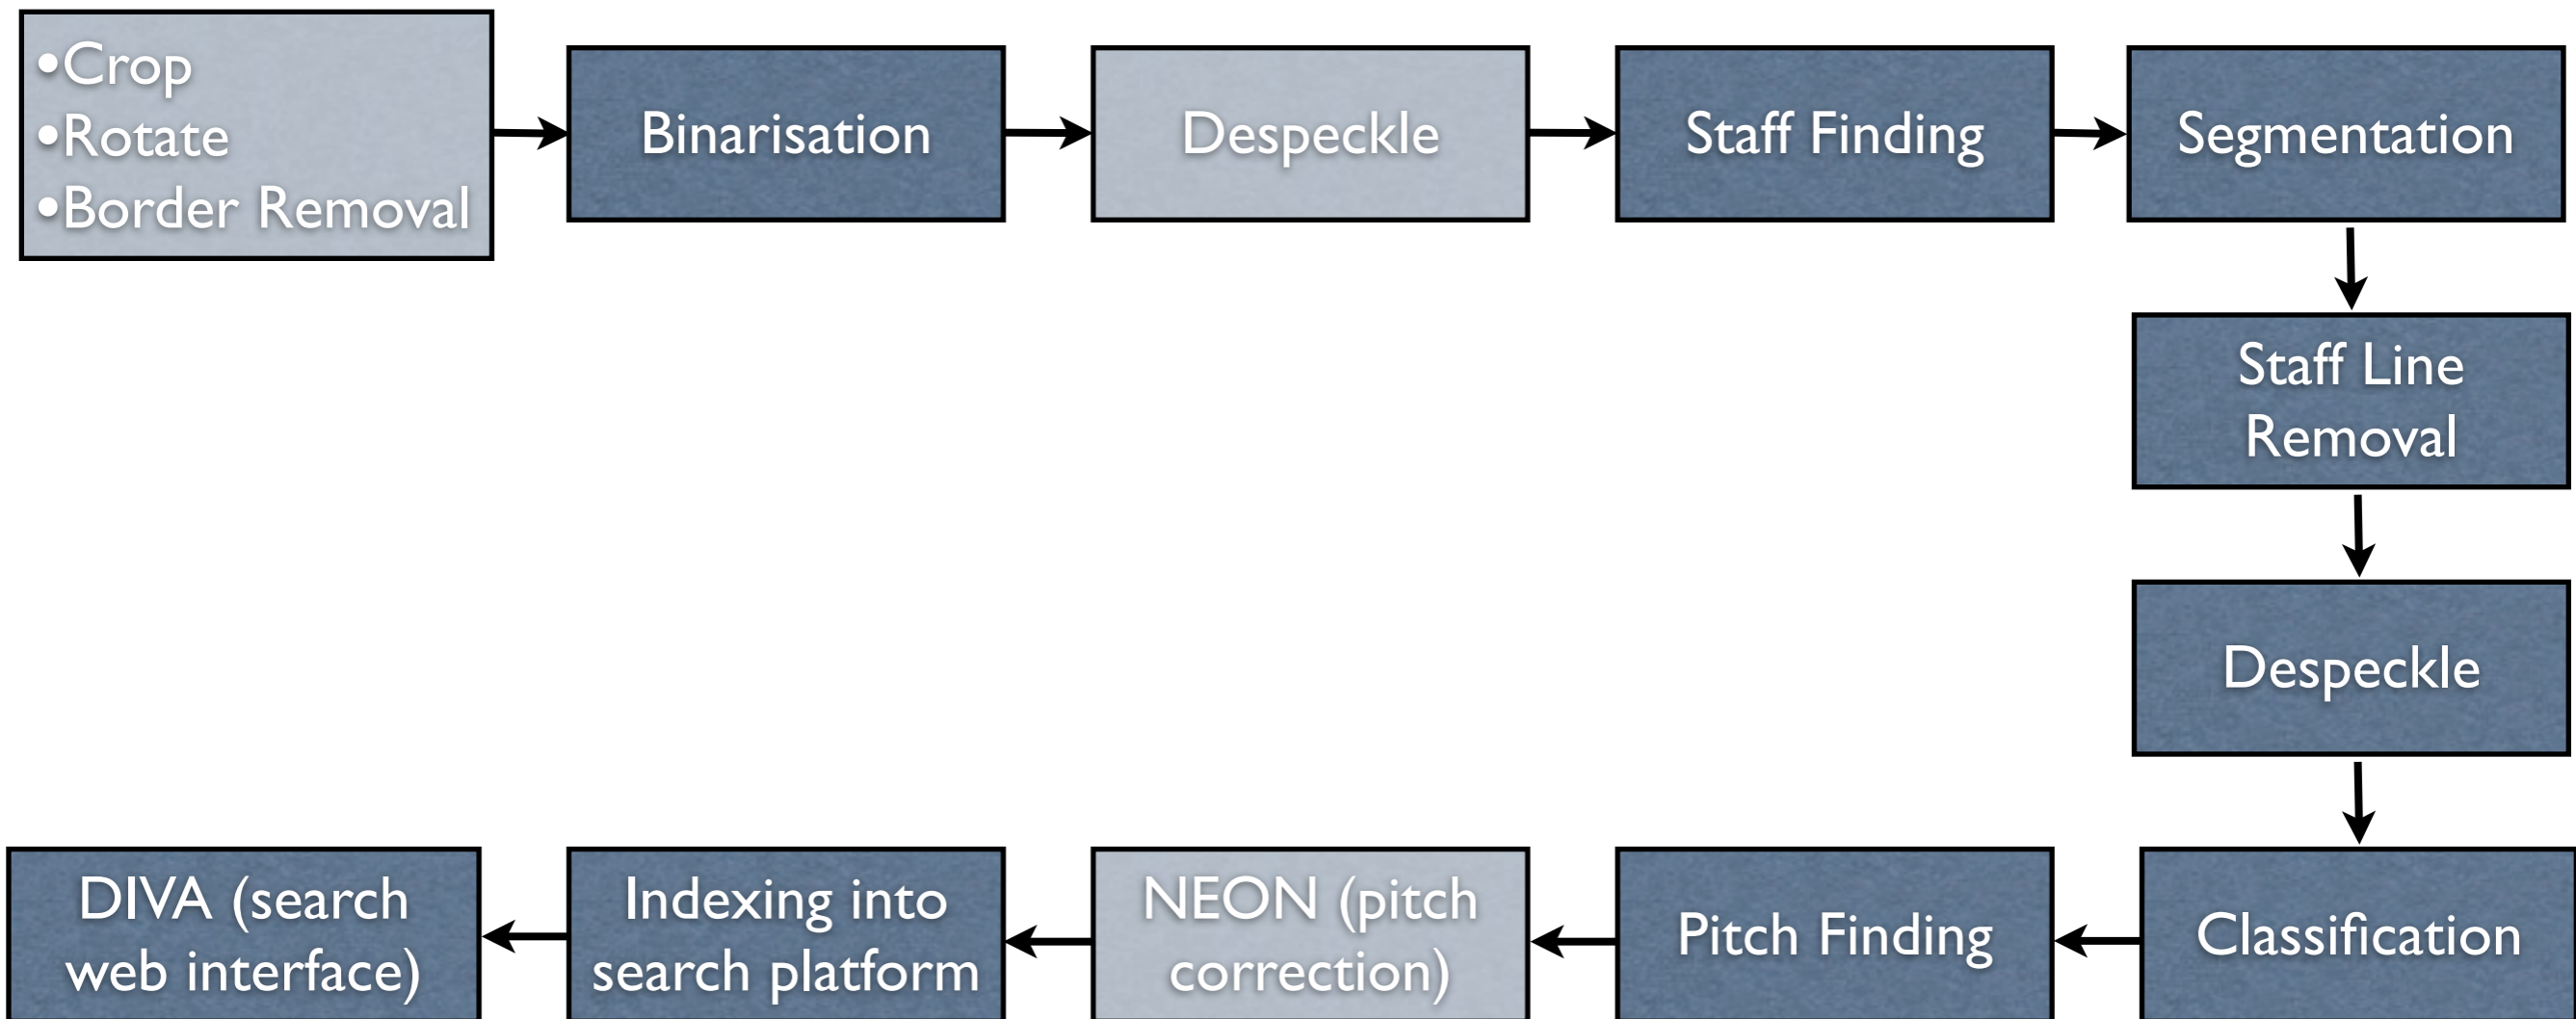 •Crop
•Rotate
•Border Removal
Binarisation
Despeckle
Staff Finding
Segmentation
Staff Line
Removal
Despeckle
Classification
Pitch Finding
NEON (pitch
correction)
Indexing into
search platform
DIVA (search
web interface)